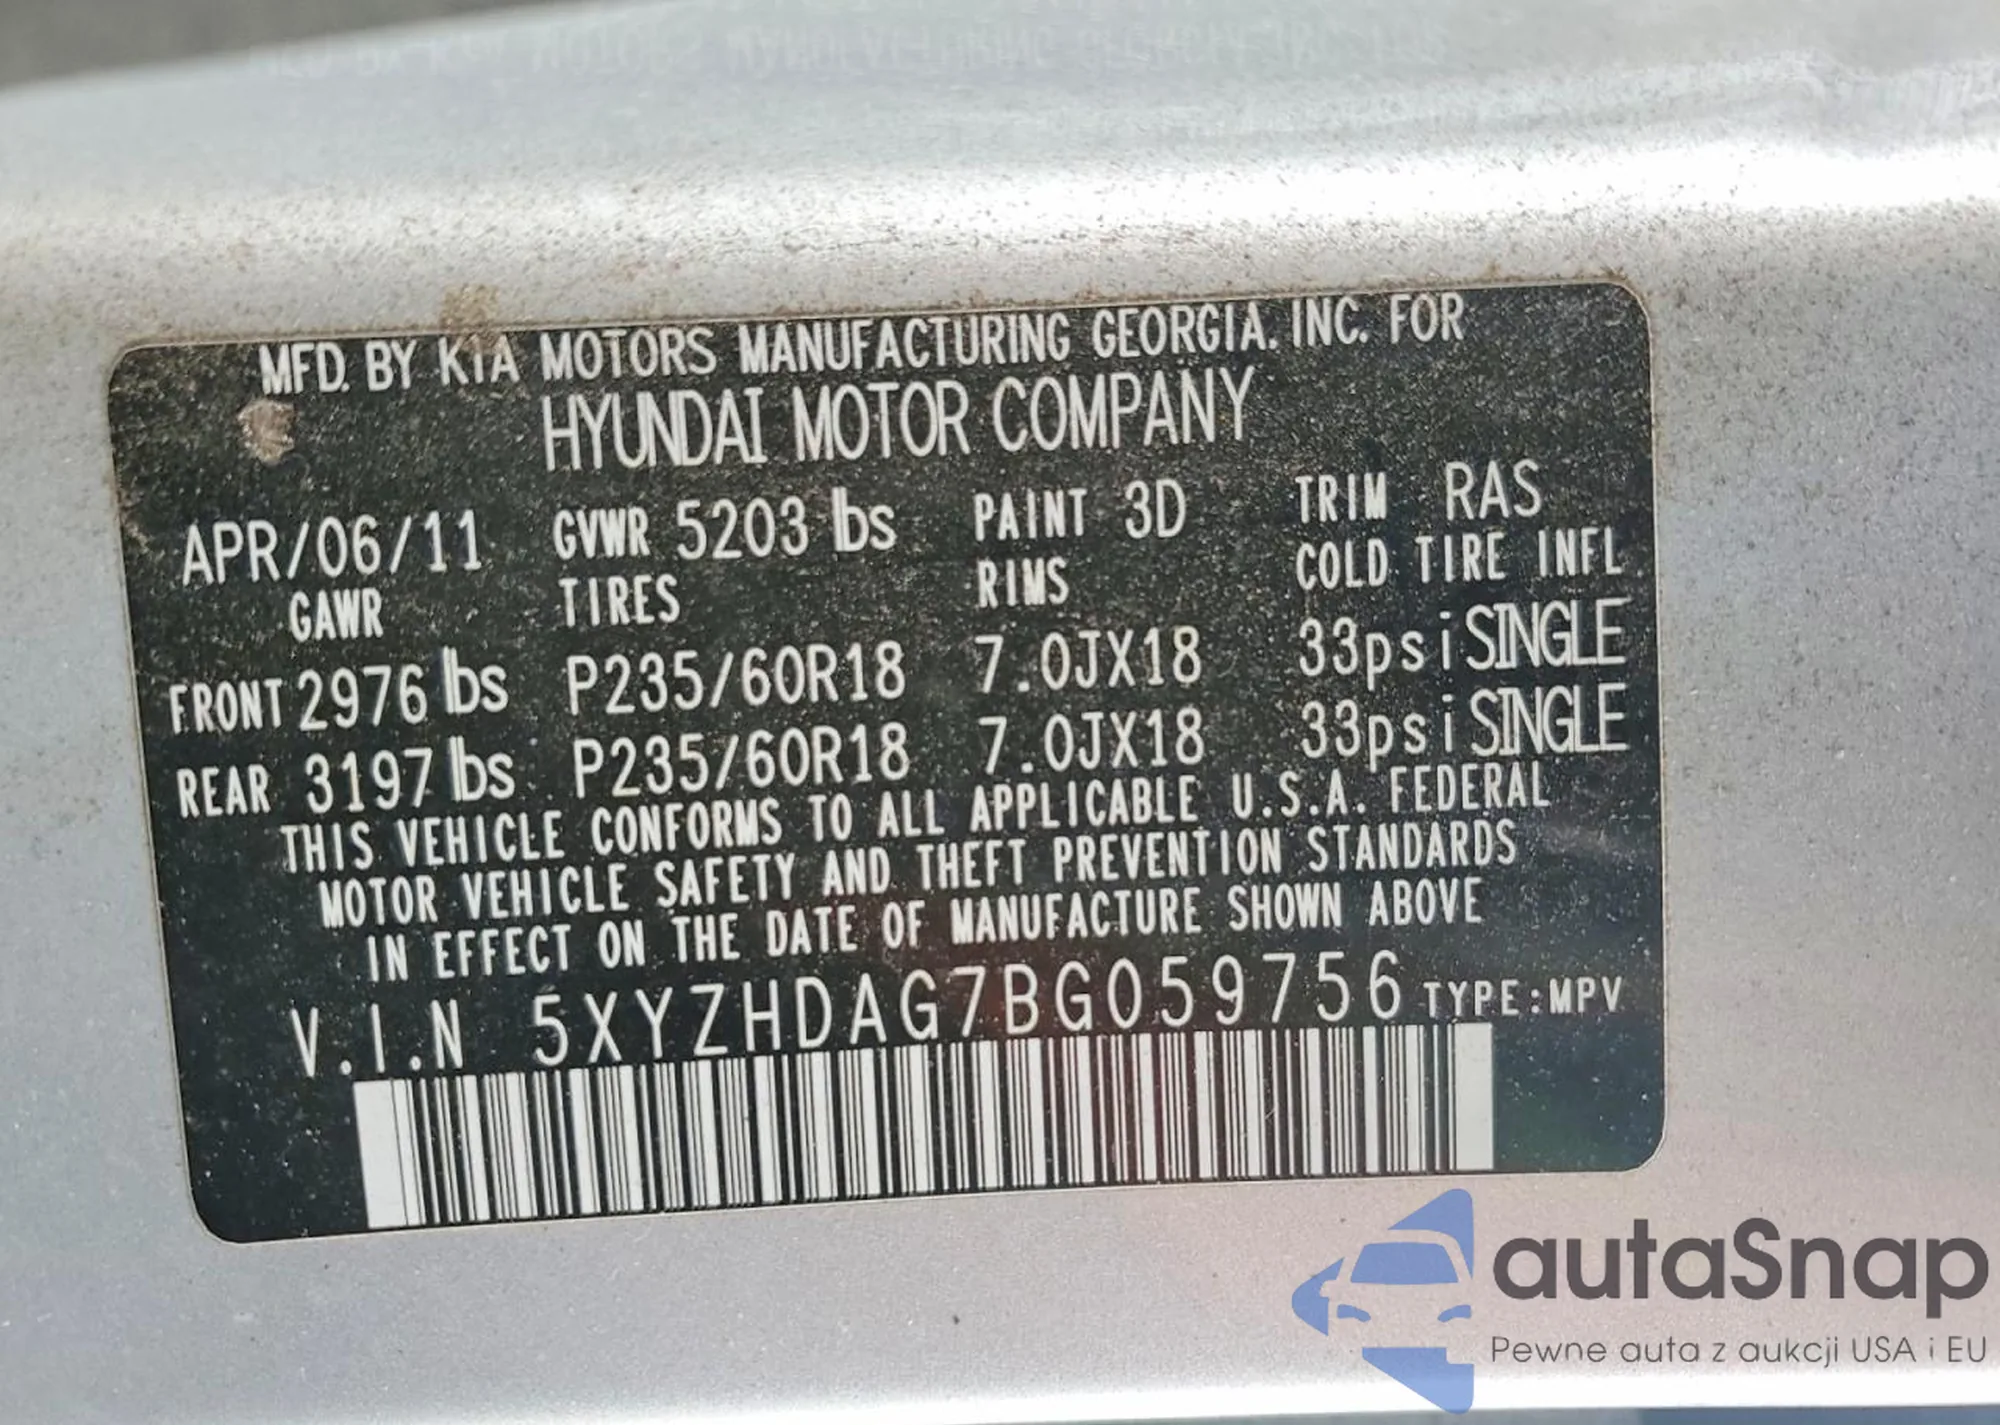 MFD. BY KIA MOTORS MANUFACTURING GEORGIA. INC. FOR
HYUNDAI MOTOR COMPANY
APR/06/11 GVWR 5203 lbs PAINT 3D TRIM RAS
GAWR TIRES RIMS COLD TIRE INFL
FRONT 2976 lbs P235/60R18 7.0JX18 33psi SINGLE
REAR 3197 lbs P235/60R18 7.0JX18 33psi SINGLE
THIS VEHICLE CONFORMS TO ALL APPLICABLE U.S.A. FEDERAL
MOTOR VEHICLE SAFETY AND THEFT PREVENTION STANDARDS
IN EFFECT ON THE DATE OF MANUFACTURE SHOWN ABOVE
V.I.N 5XYZHDAG7BG059756 TYPE:MPV
autaSnap
Pewne auta z aukcji USA i EU